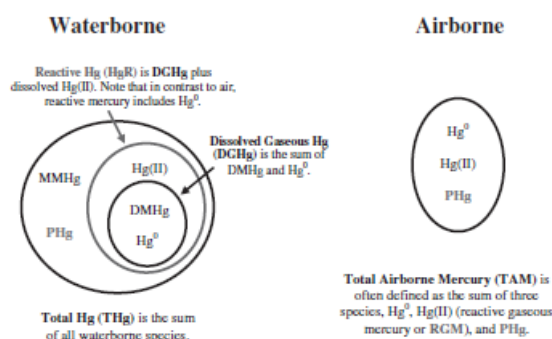 Waterborne
Reactive Hg (HgR) is DGHg plus
dissolved Hg(II). Note that in contrast to air,
reactive mercury includes Hg⁰.
Dissolved Gaseous Hg
(DGHg) is the sum of
DMHg and Hg⁰.
MMHg
Hg(II)
DMHg
PHg
Hg⁰
Total Hg (THg) is the sum
of all waterborne species.
Airborne
Hg⁰
Hg(II)
PHg
Total Airborne Mercury (TAM) is
often defined as the sum of three
species, Hg⁰, Hg(II) (reactive gaseous
mercury or RGM), and PHg.